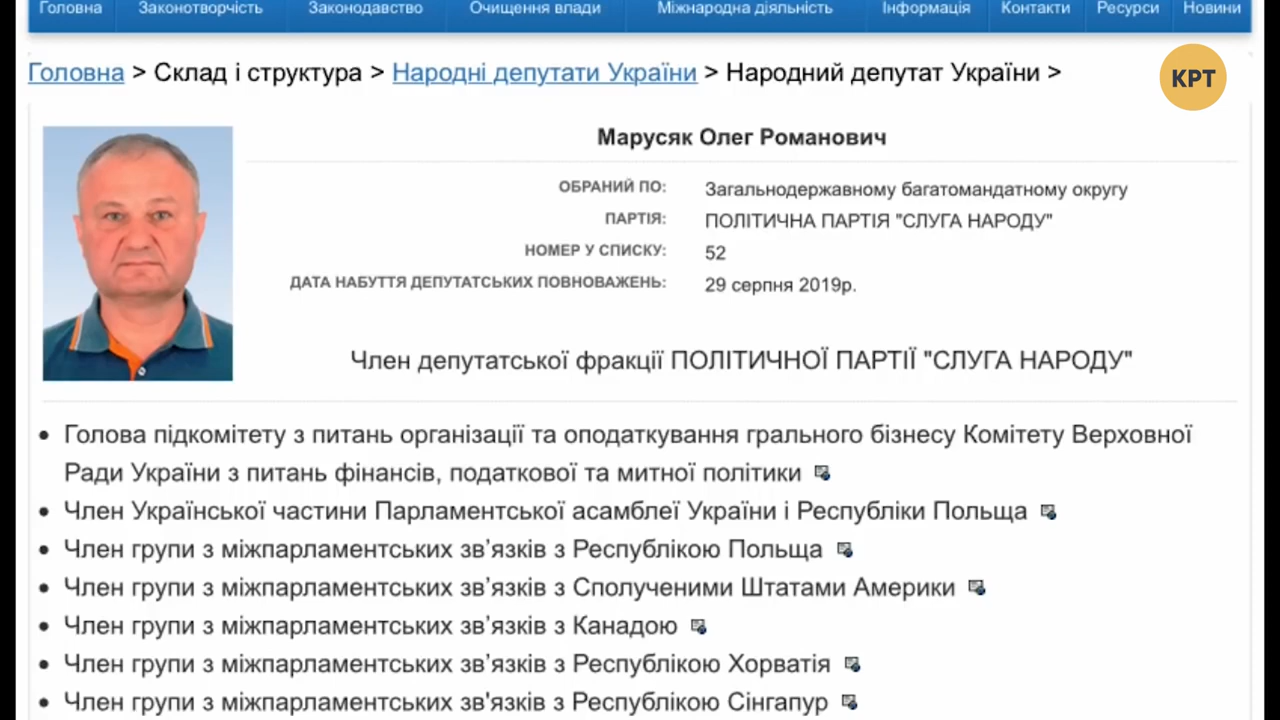 Головна Законотворчість Законодавство Очищення влади Міжнародна діяльність Інформація Контакти Ресурси Новини
Головна > Склад і структура > Народні депутати України > Народний депутат України >
КРТ
Марусяк Олег Романович
ОБРАНИЙ ПО: Загальнодержавному багатомандатному округу
ПАРТІЯ: ПОЛІТИЧНА ПАРТІЯ "СЛУГА НАРОДУ"
НОМЕР У СПИСКУ: 52
ДАТА НАБУТТЯ ДЕПУТАТСЬКИХ ПОВНОВАЖЕНЬ: 29 серпня 2019р.
Член депутатської фракції ПОЛІТИЧНОЇ ПАРТІЇ "СЛУГА НАРОДУ"
Голова підкомітету з питань організації та оподаткування грального бізнесу Комітету Верховної
Ради України з питань фінансів, податкової та митної політики
Член Української частини Парламентської асамблеї України і Республіки Польща
Член групи з міжпарламентських зв’язків з Республікою Польща
Член групи з міжпарламентських зв’язків з Сполученими Штатами Америки
Член групи з міжпарламентських зв’язків з Канадою
Член групи з міжпарламентських зв’язків з Республікою Хорватія
Член групи з міжпарламентських зв'язків з Республікою Сінгапур